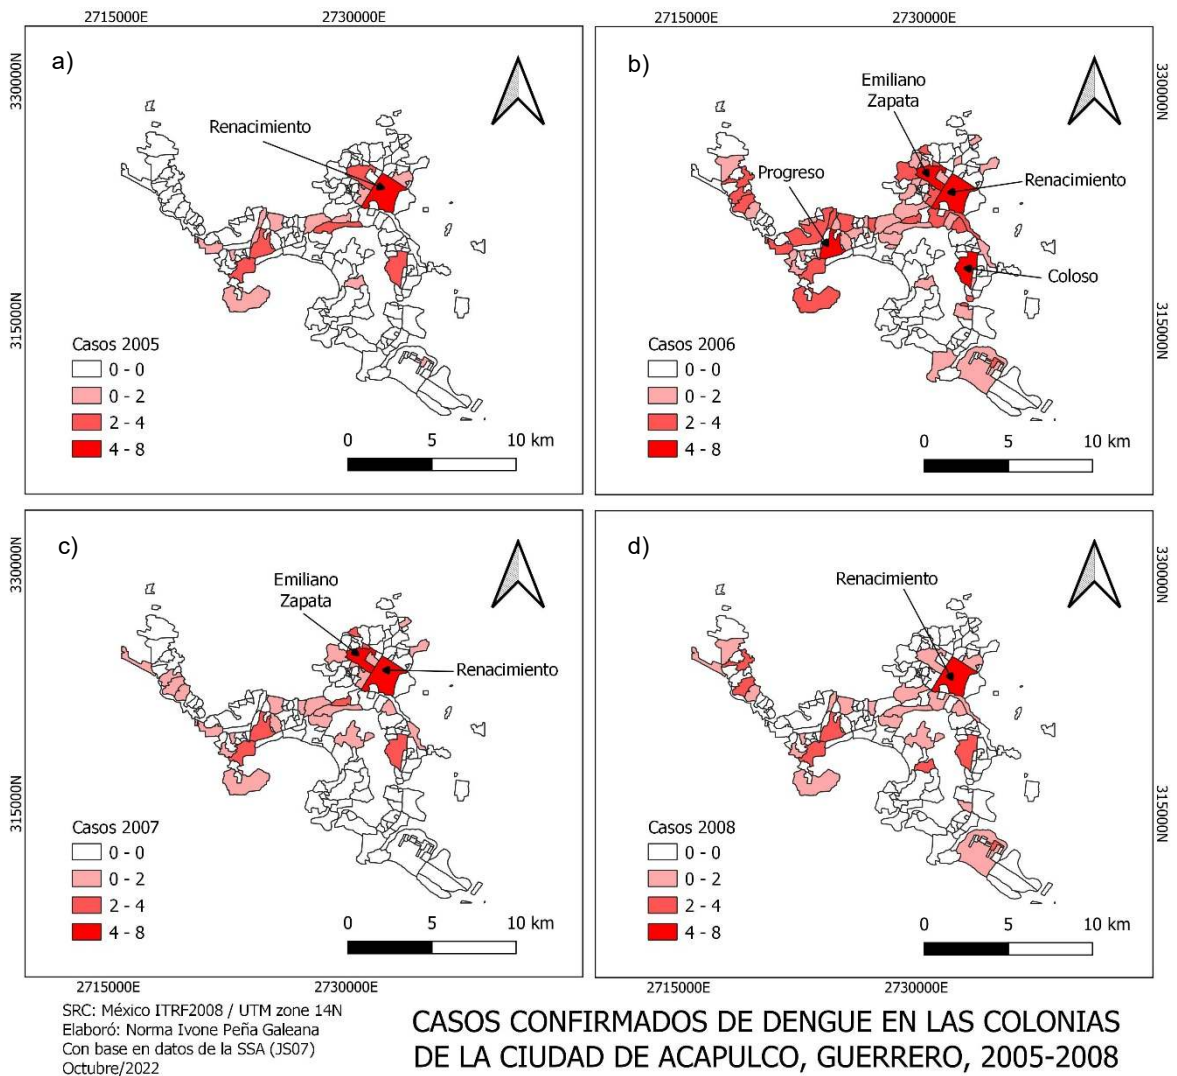 2715000E
2730000E
2715000E
2730000E
3300000N
3315000N
a)
Renacimiento
Casos 2005
0 - 0
0 - 2
2 - 4
4 - 8
0 5 10 km
b)
Emiliano
Zapata
Progreso
Renacimiento
Coloso
Casos 2006
0 - 0
0 - 2
2 - 4
4 - 8
0 5 10 km
3300000N
315000N
330000N
315000N
c)
Emiliano
Zapata
Renacimiento
Casos 2007
0 - 0
0 - 2
2 - 4
4 - 8
0 5 10 km
d)
Renacimiento
Casos 2008
0 - 0
0 - 2
2 - 4
4 - 8
0 5 10 km
330000N
315000N
2715000E
2730000E
2715000E
2730000E
SRC: México ITRF2008 / UTM zone 14N
Elaboró: Norma Ivone Peña Galeana
Con base en datos de la SSA (JS07)
Octubre/2022
CASOS CONFIRMADOS DE DENGUE EN LAS COLONIAS
DE LA CIUDAD DE ACAPULCO, GUERRERO, 2005-2008